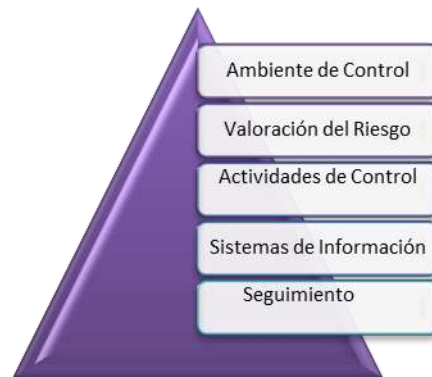 Ambiente de Control
Valoración del Riesgo
Actividades de Control
Sistemas de Información
Seguimiento